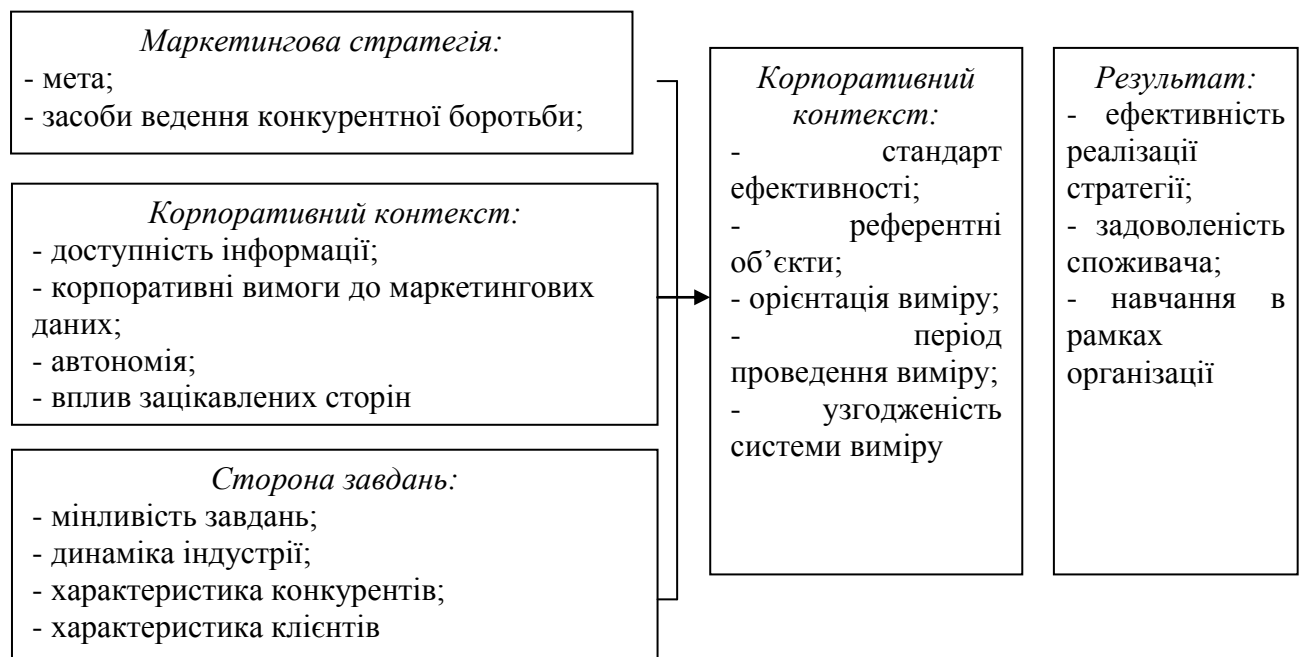 Маркетингова стратегія:
- мета;
- засоби ведення конкурентної боротьби;
Корпоративний контекст:
- доступність інформації;
- корпоративні вимоги до маркетингових
даних;
- автономія;
- вплив зацікавлених сторін
Сторона завдань:
- мінливість завдань;
- динаміка індустрії;
- характеристика конкурентів;
- характеристика клієнтів
Корпоративний
контекст:
- стандарт
ефективності;
- референтні
об’єкти;
- орієнтація виміру;
- період
проведення виміру;
- узгодженість
системи виміру
Результат:
- ефективність
реалізації
стратегії;
- задоволеність
споживача;
- навчання в
рамках
організації